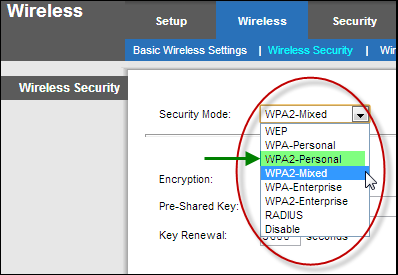 Wireless
Setup Wireless Security
Basic Wireless Settings | Wireless Security |
Wireless Security
Security Mode: WPA2-Mixed
WEP
WPA-Personal
WPA2-Personal
WPA2-Mixed
Encryption:
WPA-Enterprise
WPA2-Enterprise
Pre-Shared Key:
RADIUS
Disable
Key Renewal: seconds